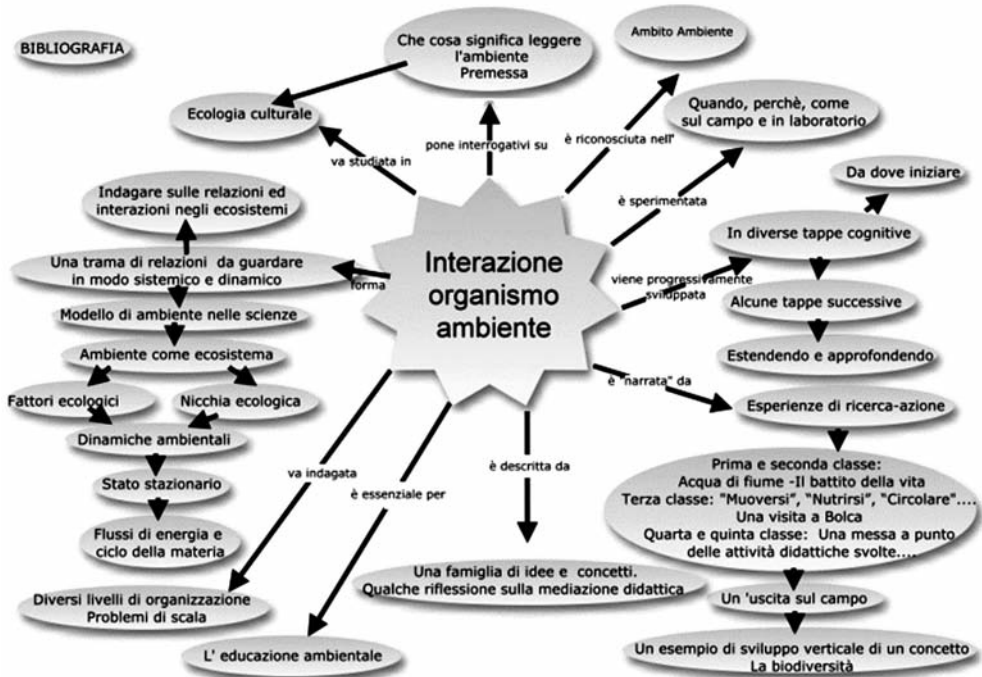 BIBLIOGRAFIA
Che cosa significa leggere
l'ambiente
Premessa
Ambito Ambiente
Ecologia culturale
Quando, perchè, come
sul campo e in laboratorio
va studiata in
pone interrogativi su
è riconosciuta nell'
Da dove iniziare
Indagare sulle relazioni ed
interazioni negli ecosistemi
è sperimentata
In diverse tappe cognitive
Una trama di relazioni da guardare
in modo sistemico e dinamico
forma
Interazione
organismo
ambiente
viene progressivamente
sviluppata
Alcune tappe successive
Modello di ambiente nelle scienze
Ambiente come ecosistema
Estendendo e approfondendo
Fattori ecologici
Nicchia ecologica
è "narrata" da
Esperienze di ricerca-azione
Dinamiche ambientali
va indagata
è descritta da
Stato stazionario
è essenziale per
Prima e seconda classe:
Acqua di fiume -Il battito della vita
Terza classe: "Muoversi", "Nutrirsi", "Circolare"....
Una visita a Bolca
Quarta e quinta classe: Una messa a punto
delle attività didattiche svolte....
Flussi di energia e
ciclo della materia
Una famiglia di idee e concetti.
Qualche riflessione sulla mediazione didattica
Diversi livelli di organizzazione
Problemi di scala
Un 'uscita sul campo
L' educazione ambientale
Un esempio di sviluppo verticale di un concetto
La biodiversità